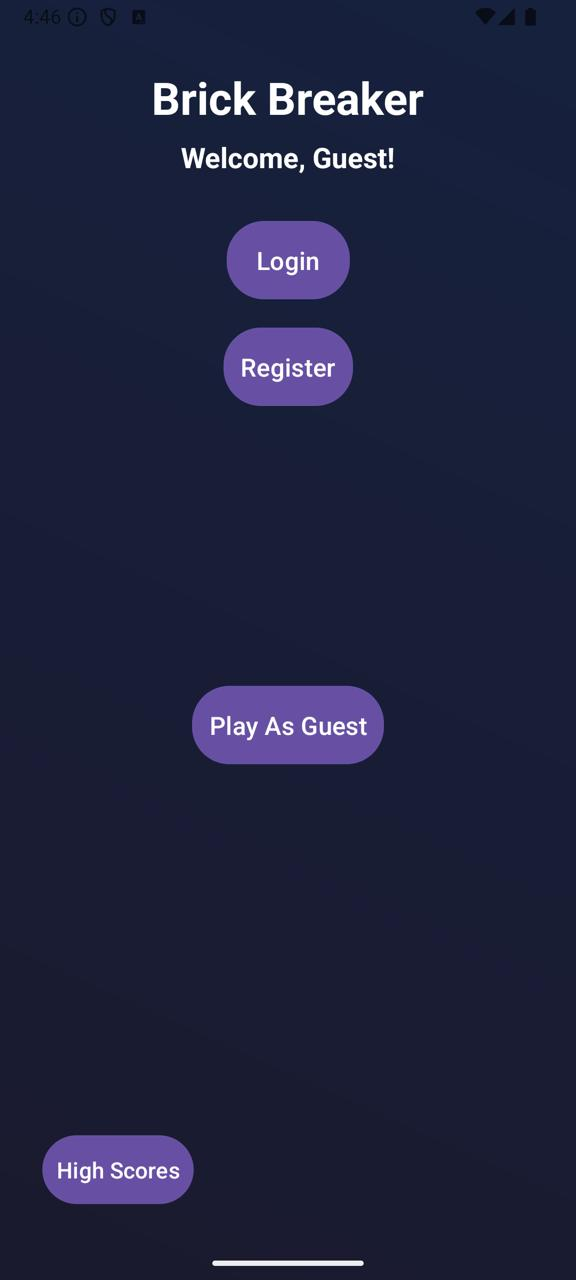 4:46
Brick Breaker
Welcome, Guest!
Login
Register
Play As Guest
High Scores